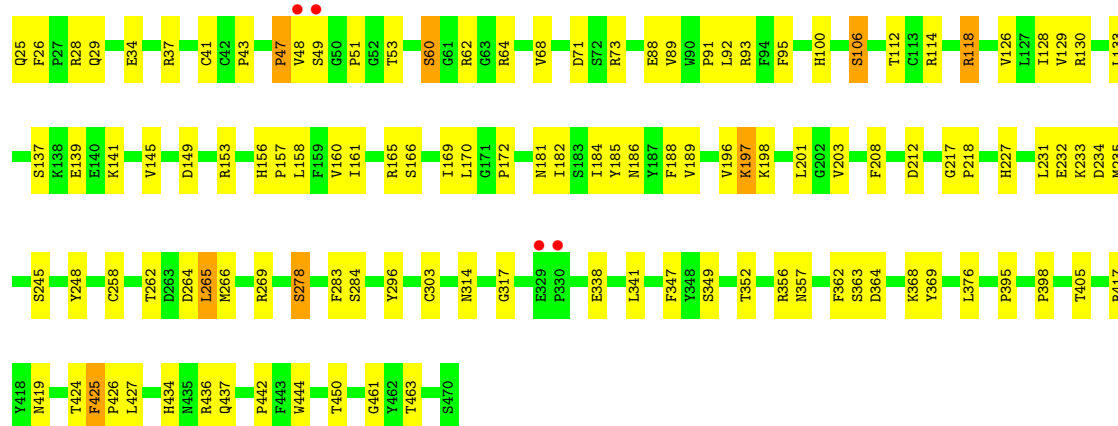 Q25 F26 P27 R28 Q29 E34 R37 C41 C42 P43 P47 V48 S49 G50 P51 G52 T53 S60 G61 R62 G63 R64 V68 D71 S72 R73 E88 V89 W90 P91 L92 R93 F94 F95 H100 S106 T112 C113 R114 R118 V126 L127 I128 V129 R130 L133
S137 K138 E139 E140 K141 V145 D149 R153 H156 P157 L158 F159 V160 I161 R165 S166 I169 L170 G171 P172 N181 I182 S183 I184 Y185 N186 Y187 F188 V189 V196 K197 K198 L201 G202 V203 F208 D212 G217 P218 H227 L231 E232 K233 D234 M235
S245 Y248 C258 T262 D263 D264 L265 M266 R269 S278 F283 S284 Y296 C303 N314 G317 E329 P330 E338 L341 F347 Y348 S349 T352 R356 N357 F362 S363 D364 K368 Y369 L376 P395 P398 T405
Y418 N419 T424 F425 P426 L427 H434 N435 R436 Q437 P442 F443 W444 T450 G461 Y462 T463 S470